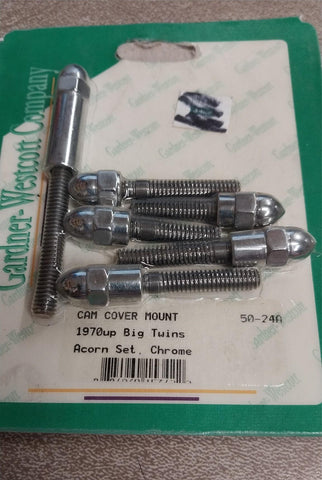 Gardner-Westcott Company
CAM COVER MOUNT 50-24A
1970up Big Twins
Acorn Set, Chrome